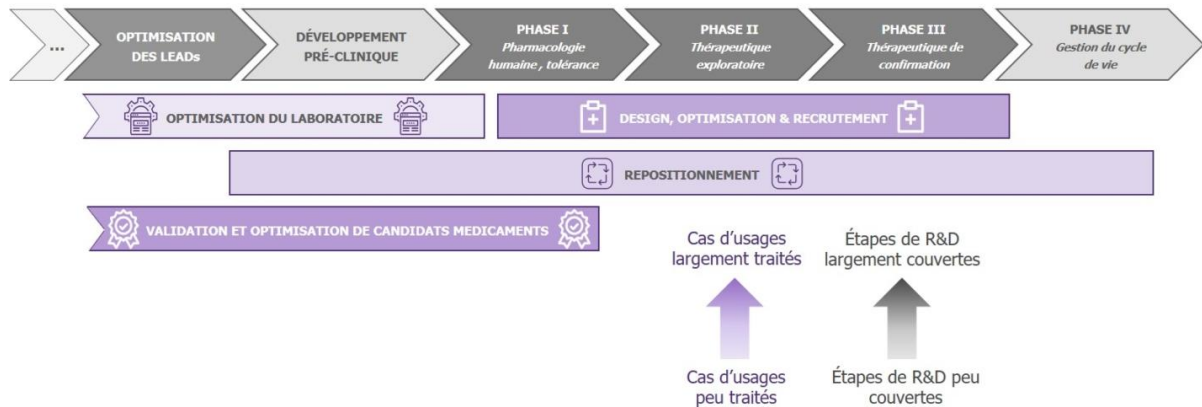 ...
OPTIMISATION
DES LEADs
DÉVELOPPEMENT
PRÉ-CLINIQUE
PHASE I
Pharmacologie
humaine , tolérance
PHASE II
Thérapeutique
exploratoire
PHASE III
Thérapeutique de
confirmation
PHASE IV
Gestion du cycle
de vie
OPTIMISATION DU LABORATOIRE
DESIGN, OPTIMISATION & RECRUTEMENT
REPOSITIONNEMENT
VALIDATION ET OPTIMISATION DE CANDIDATS MEDICAMENTS
Cas d'usages
largement traités
Étapes de R&D
largement couvertes
Cas d'usages
peu traités
Étapes de R&D peu
couvertes